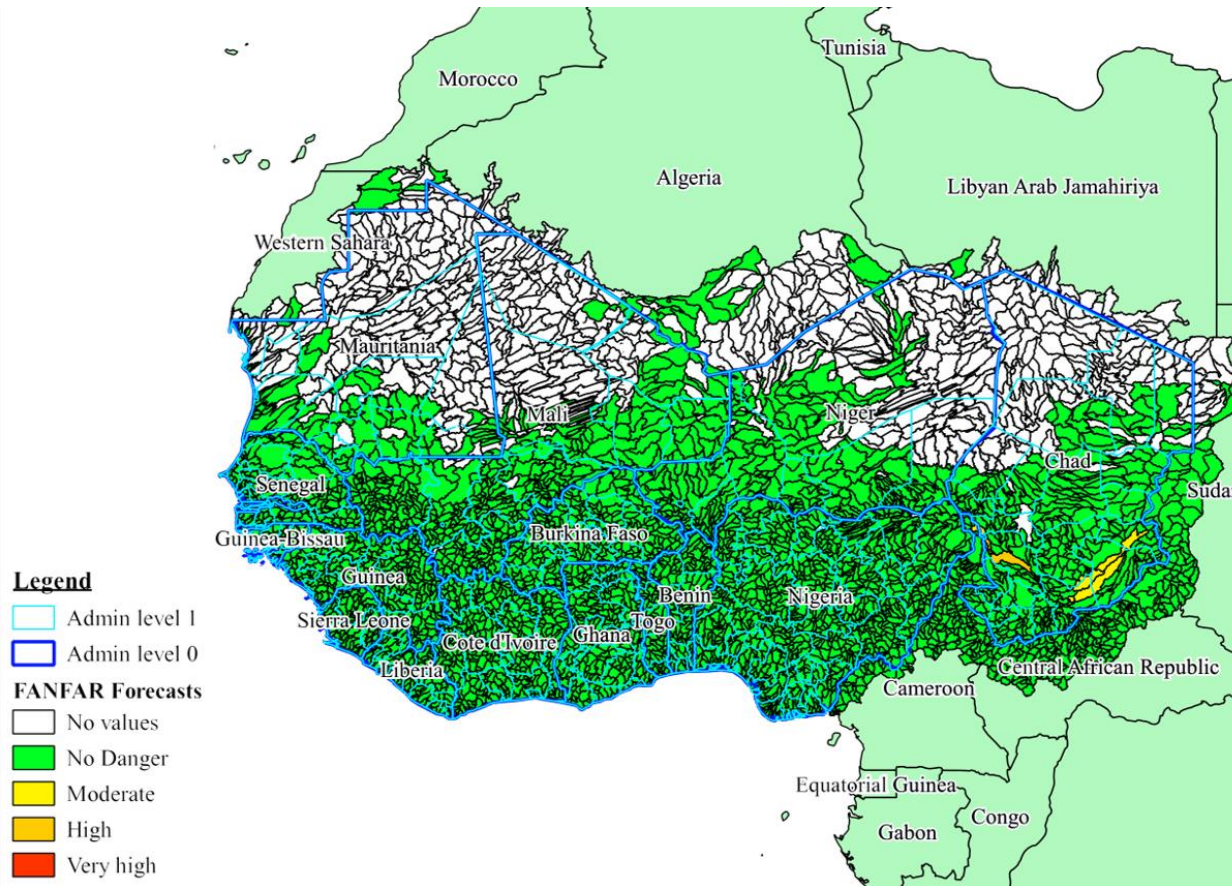 Tunisia
Morocco
Algeria
Libyan Arab Jamahiriya
Western Sahara
Mauritania
Mali
Niger
Chad
Suda
Senegal
Guinea-Bissau
Burkina Faso
Guinea
Benin
Nigeria
Sierra Leone
Togo
Ghana
Cote d'Ivoire
Liberia
Central African Republic
Cameroon
Equatorial Guinea
Congo
Gabon
Legend
Admin level 1
Admin level 0
FANFAR Forecasts
No values
No Danger
Moderate
High
Very high